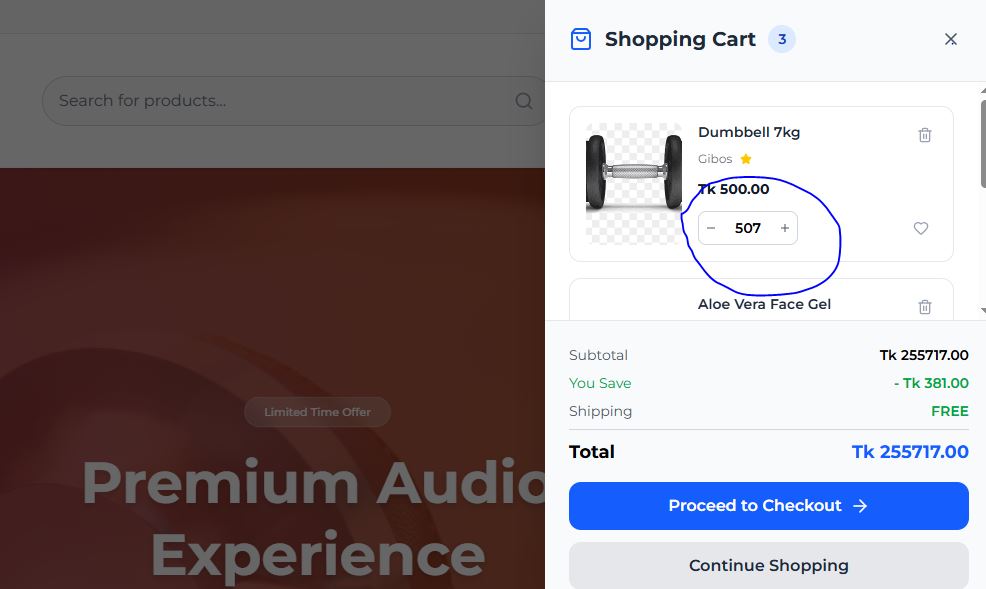 Shopping Cart 3
Search for products...
Dumbbell 7kg
Gibos
Tk 500.00
− 507 +
Aloe Vera Face Gel
Subtotal Tk 255717.00
You Save - Tk 381.00
Shipping FREE
Total Tk 255717.00
Proceed to Checkout →
Continue Shopping
Limited Time Offer
Premium Audio
Experience